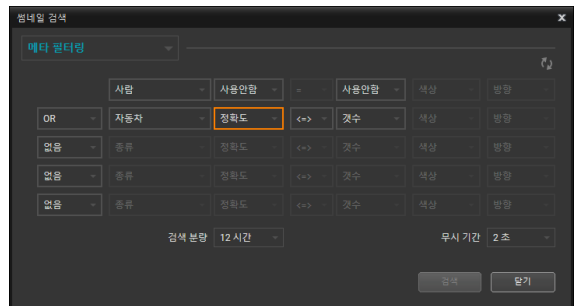 썸네일 검색 x
메타 필터링
사람 사용안함 = 사용안함 색상 방향
OR 자동차 정확도 <=> 갯수 색상 방향
없음 종류 정확도 <=> 갯수 색상 방향
없음 종류 정확도 <=> 갯수 색상 방향
없음 종류 정확도 <=> 갯수 색상 방향
검색 분량 12 시간 무시 기간 2 초
검색 닫기